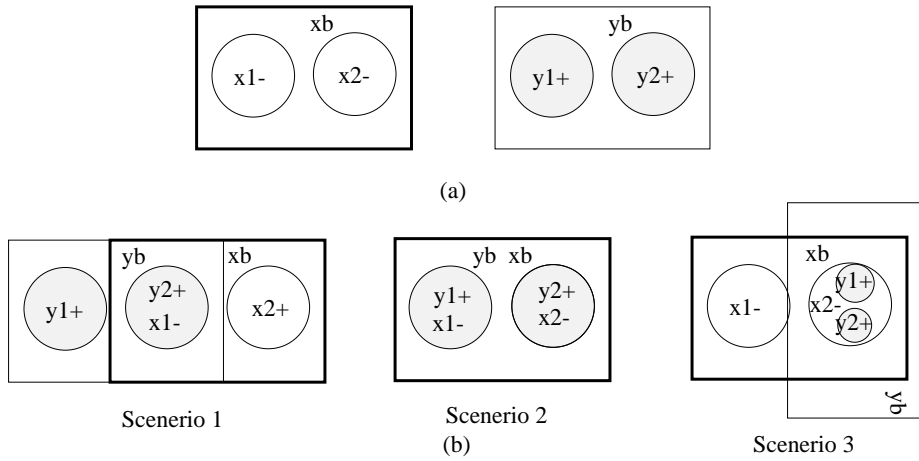 xb
x1-
x2-
yb
y1+
y2+
(a)
y1+
yb
y2+
x1-
xb
x2+
Scenerio 1
yb xb
y1+
x1-
y2+
x2-
Scenerio 2
(b)
xb
x1-
y1+
x2-
y2+
yb
Scenerio 3